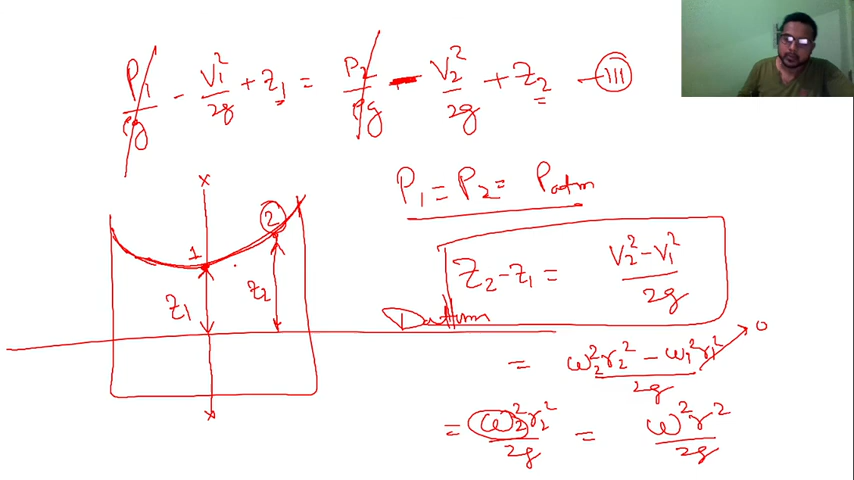 P₁/ρg - V₁²/2g + Z₁ = P₂/ρg - V₂²/2g + Z₂ - III
P₁ = P₂ = Patm
Z₂ - Z₁ = V₂² - V₁²/2g
= ω₂²r₂² - ω₁²r₁²/2g → 0
= ω₂²r₂²/2g = ω²r²/2g
X
1
2
Z₁
Z₂
Dattum
X